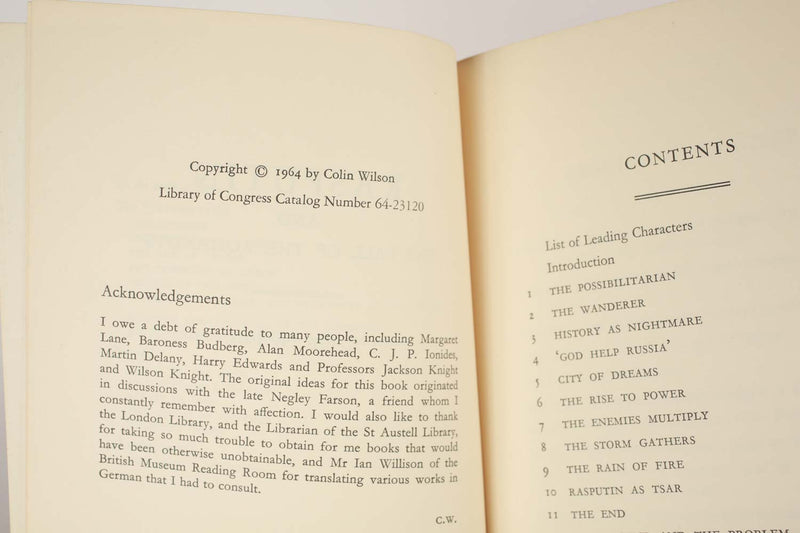 Copyright © 1964 by Colin Wilson
Library of Congress Catalog Number 64-23120
Acknowledgements
I owe a debt of gratitude to many people, including Margaret
Lane, Baroness Budberg, Alan Moorehead, C. J. P. Ionides,
Martin Delany, Harry Edwards and Professors Jackson Knight
and Wilson Knight. The original ideas for this book originated
in discussions with the late Negley Farson, a friend whom I
constantly remember with affection. I would also like to thank
the London Library, and the Librarian of the St Austell Library,
for taking so much trouble to obtain for me books that would
have been otherwise unobtainable, and Mr Ian Willison of the
British Museum Reading Room for translating various works in
German that I had to consult.
C.W.
CONTENTS
List of Leading Characters
Introduction
1 THE POSSIBILITARIAN
2 THE WANDERER
3 HISTORY AS NIGHTMARE
4 ‘GOD HELP RUSSIA’
5 CITY OF DREAMS
6 THE RISE TO POWER
7 THE ENEMIES MULTIPLY
8 THE STORM GATHERS
9 THE RAIN OF FIRE
10 RASPUTIN AS TSAR
11 THE END
AND THE PROBLEM